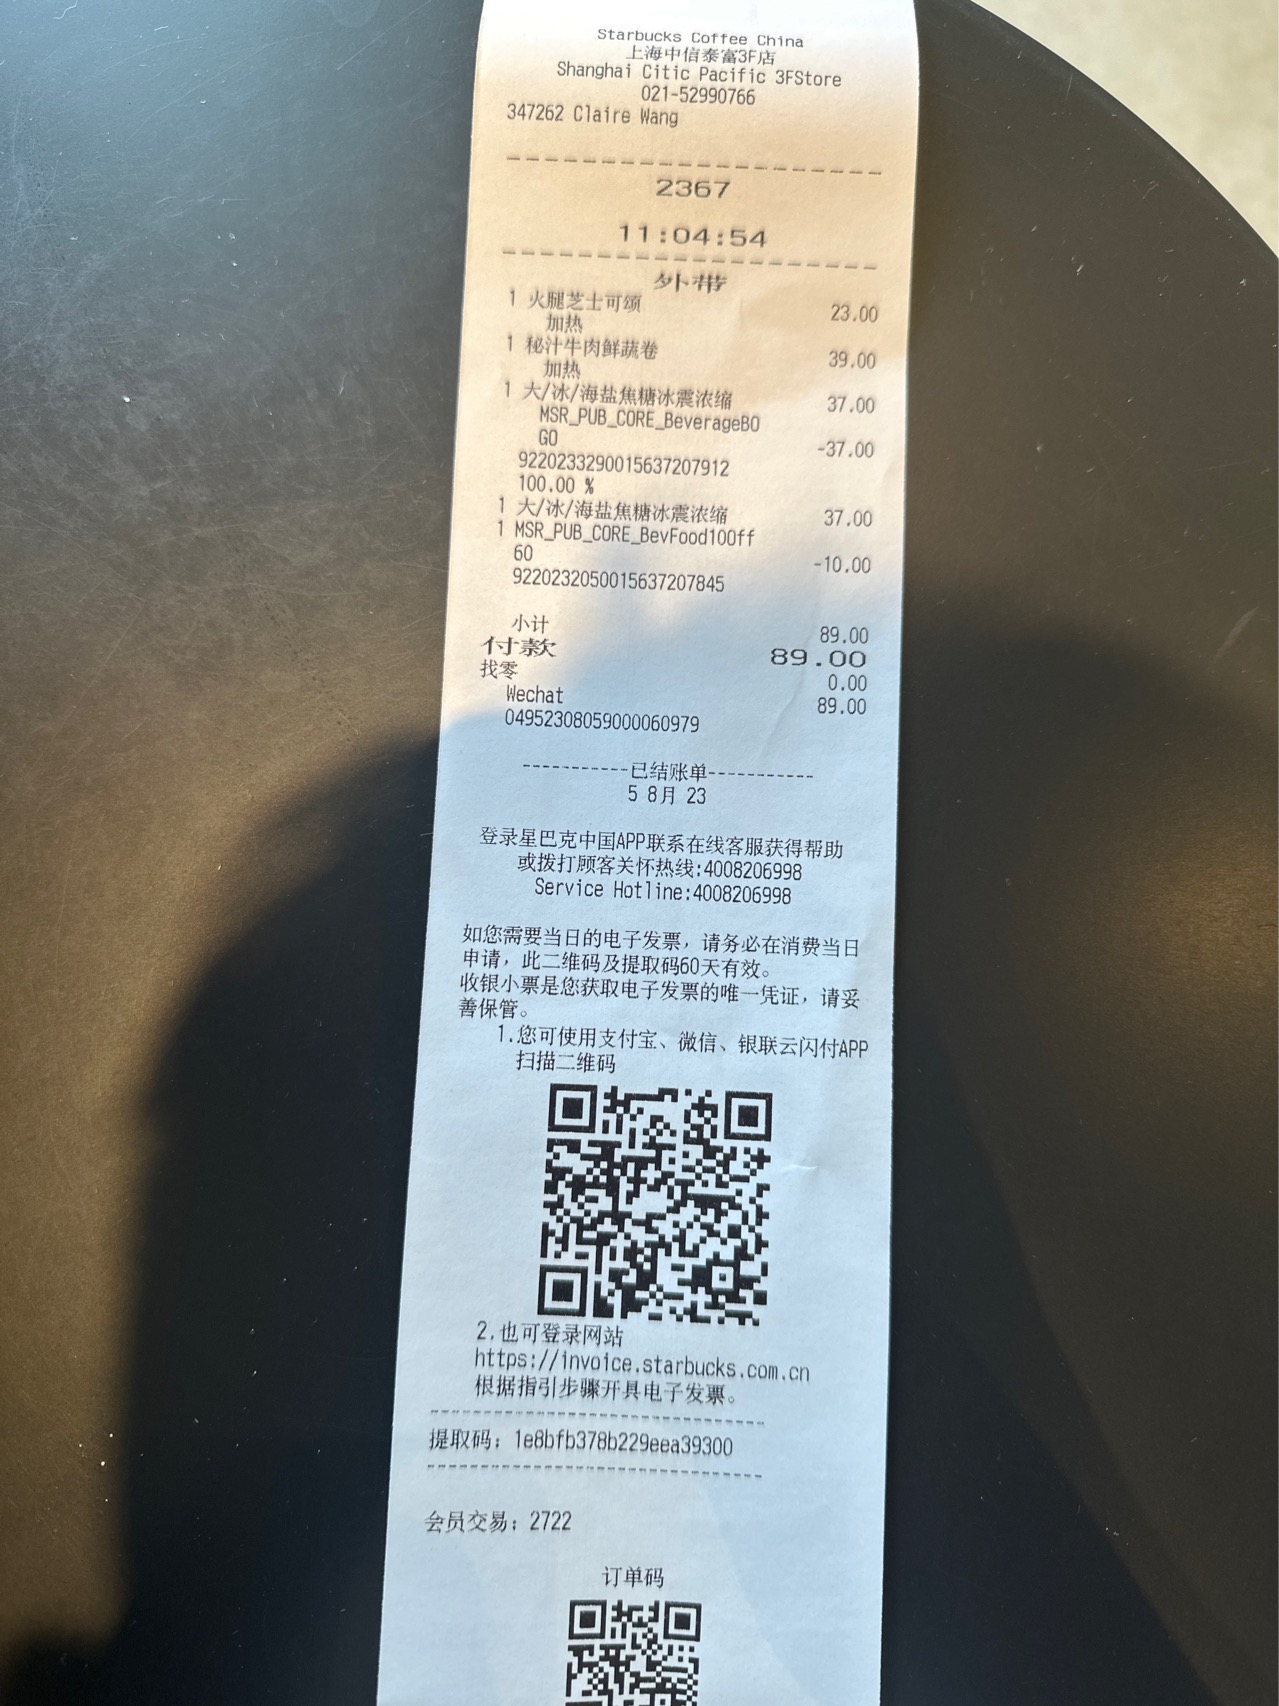 Starbucks Coffee China
上海中信泰富3F店
Shanghai Citic Pacific 3FStore
021-52990766
347262 Claire Wang
2367
11:04:54
外带
1 火腿芝士可颂 23.00
加热
1 秘汁牛肉鲜蔬卷 39.00
加热
1 大/冰/海盐焦糖冰震浓缩 37.00
MSR_PUB_CORE_BeverageBO
GO -37.00
9220233290015637207912
100.00 %
1 大/冰/海盐焦糖冰震浓缩 37.00
1 MSR_PUB_CORE_BevFood100ff
60 -10.00
9220232050015637207845
小计 89.00
付款 89.00
找零 0.00
Wechat 89.00
04952308059000060979
-----------已结账单-----------
5 8月 23
登录星巴克中国APP联系在线客服获得帮助
或拨打顾客关怀热线:4008206998
Service Hotline:4008206998
如您需要当日的电子发票，请务必在消费当日
申请，此二维码及提取码60天有效。
收银小票是您获取电子发票的唯一凭证，请妥
善保管。
1.您可使用支付宝、微信、银联云闪付APP
扫描二维码
2.也可登录网站
https://invoice.starbucks.com.cn
根据指引步骤开具电子发票。
提取码：1e8bfb378b229eea39300
会员交易：2722
订单码